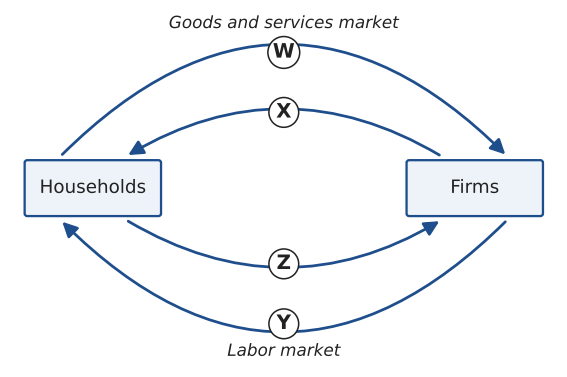 Goods and services market
W
X
Households
Firms
Z
Y
Labor market